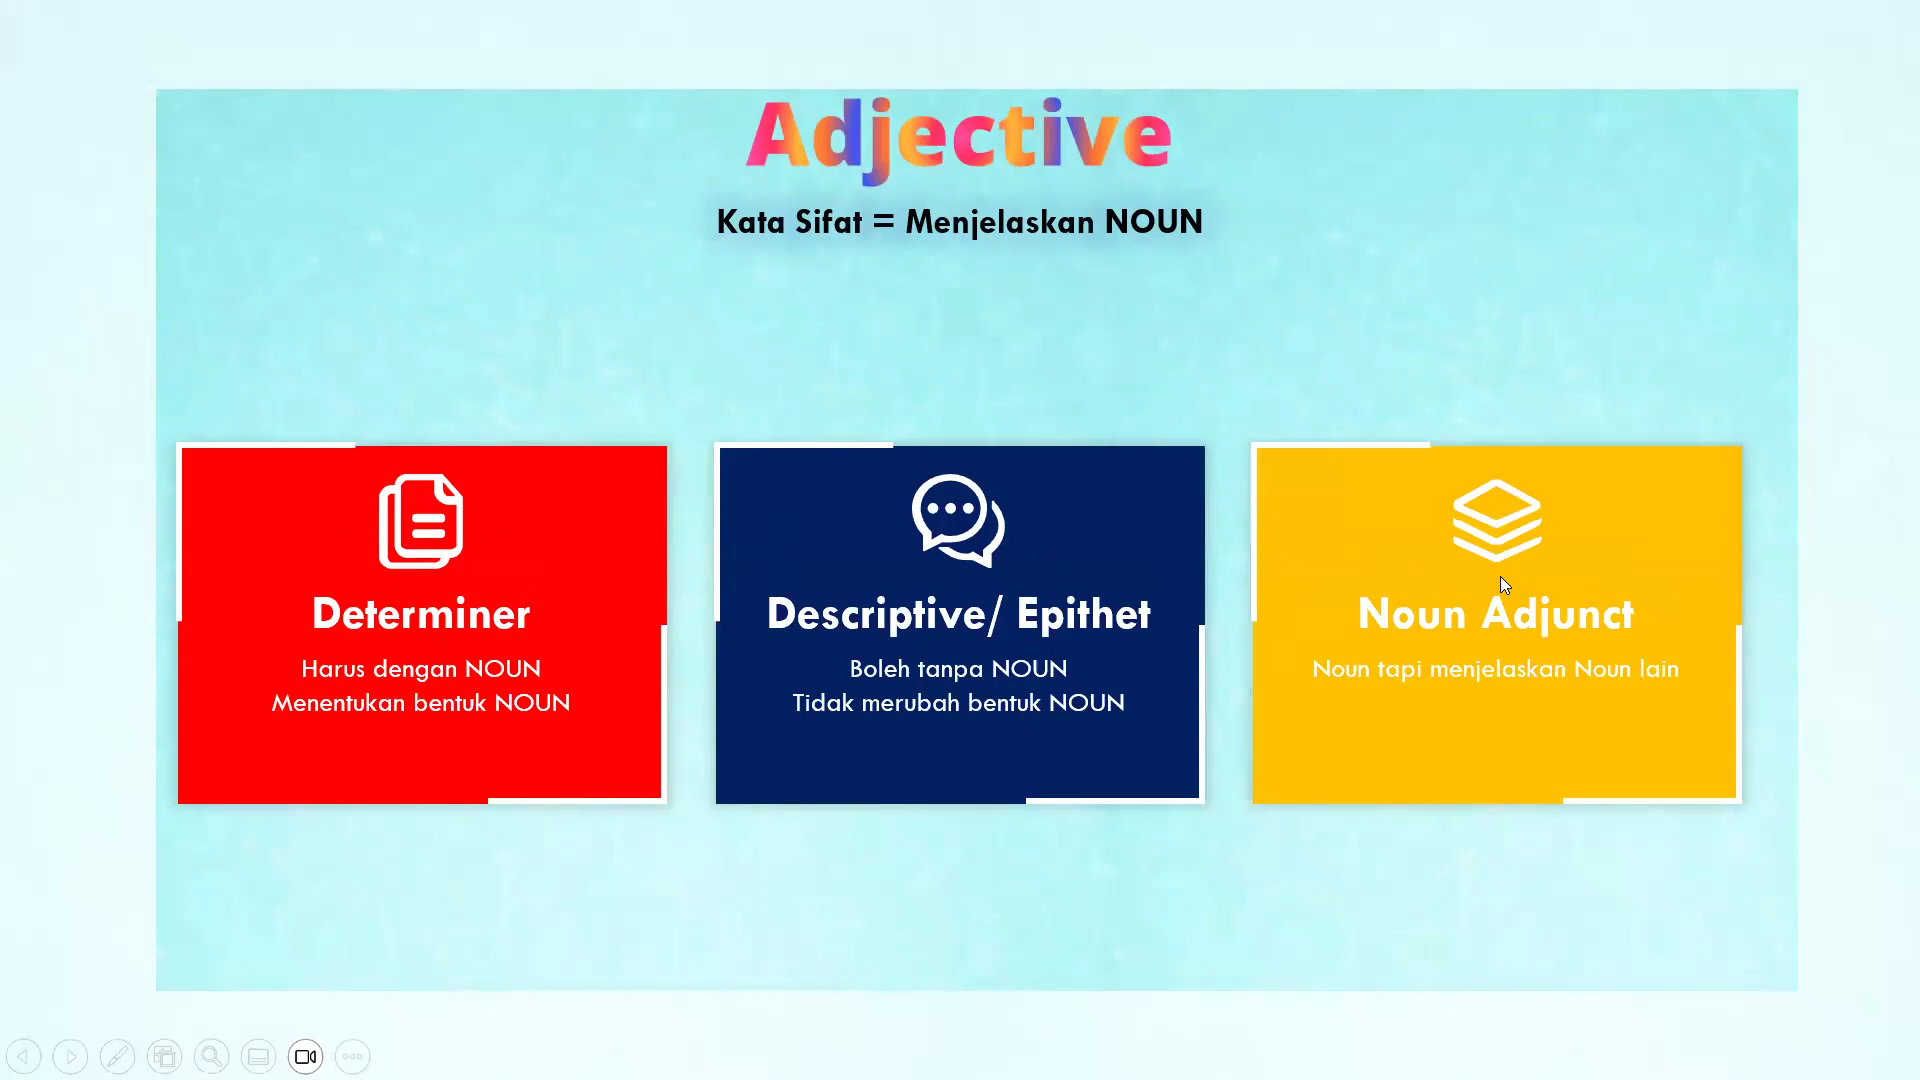 Adjective
Kata Sifat = Menjelaskan NOUN
Determiner
Harus dengan NOUN
Menentukan bentuk NOUN
Descriptive/ Epithet
Boleh tanpa NOUN
Tidak merubah bentuk NOUN
Noun Adjunct
Noun tapi menjelaskan Noun lain